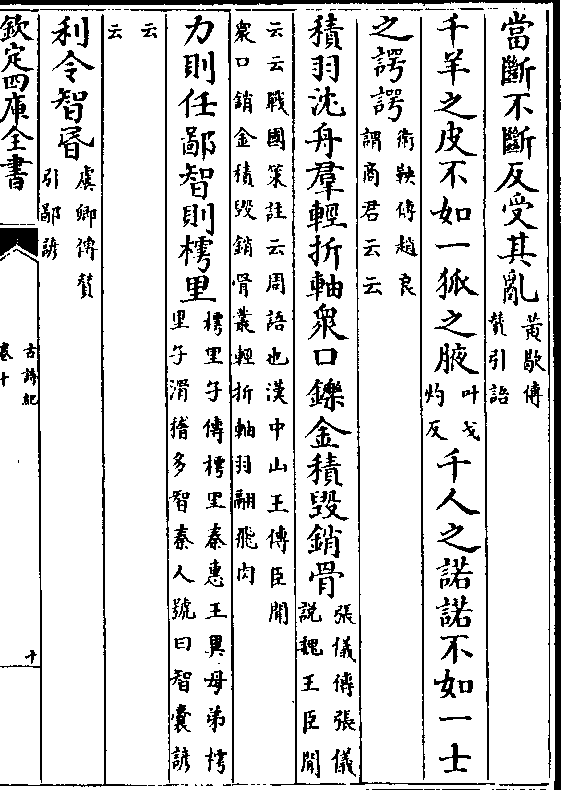 當斷不斷反受其亂黃歇傳贊引語
千羊之皮不如一狐之腋叶戈灼反千人之諾諾不如一士
之諤諤衛鞅傳趙良謂商君云云
積羽沈舟羣輕折軸衆口鑠金積毀銷骨張儀傳張儀說魏王臣聞
云云戰國策註云周語也漢中山王傳臣聞衆口銷金積毀銷骨叢輕折軸羽翮飛肉
力則任鄙智則樗里樗里子傳樗里秦惠王異母弟樗里子滑稽多智秦人號曰智囊諺
云云
利令智昏虞卿傳贊引鄙諺
欽定四庫全書
古詩紀
卷十
十